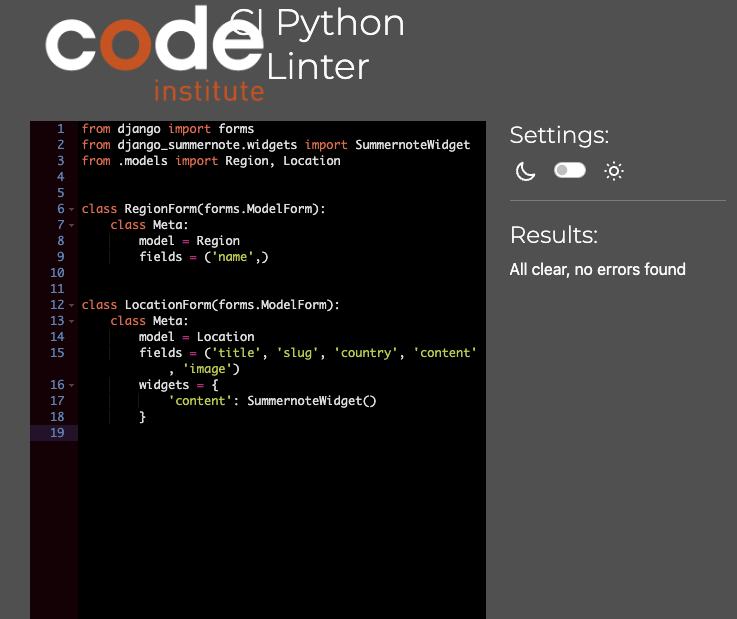 code
institute
CI Python
Linter
1 from django import forms
2 from django_summernote.widgets import SummernoteWidget
3 from .models import Region, Location
4
5
6 class RegionForm(forms.ModelForm):
7     class Meta:
8         model = Region
9         fields = ('name',)
10
11
12 class LocationForm(forms.ModelForm):
13     class Meta:
14         model = Location
15         fields = ('title', 'slug', 'country', 'content'
            , 'image')
16         widgets = {
17             'content': SummernoteWidget()
18         }
19
Settings:
Results:
All clear, no errors found